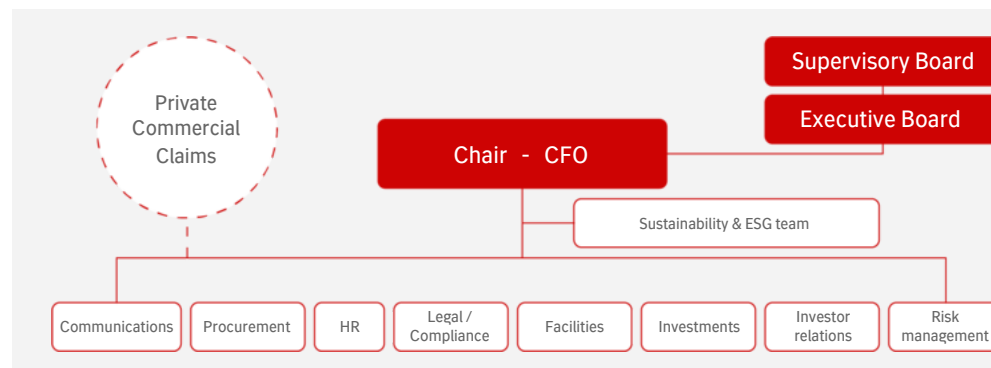 Supervisory Board
Executive Board
Private
Commercial
Claims
Chair - CFO
Sustainability & ESG team
Communications
Procurement
HR
Legal /
Compliance
Facilities
Investments
Investor
relations
Risk
management